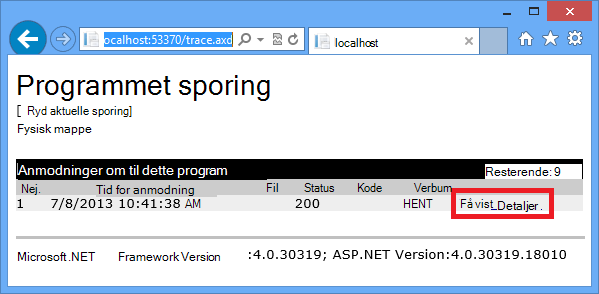 ocalhost:53370/trace.axd
localhost
Programmet sporing
[ Ryd aktuelle sporing]
Fysisk mappe
Anmodninger om til dette program Resterende: 9
Nej. Tid for anmodning Fil Status Kode Verbum
1 7/8/2013 10:41:38 AM 200 HENT Få vist Detaljer.
Microsoft.NET Framework Version :4.0.30319; ASP.NET Version:4.0.30319.18010